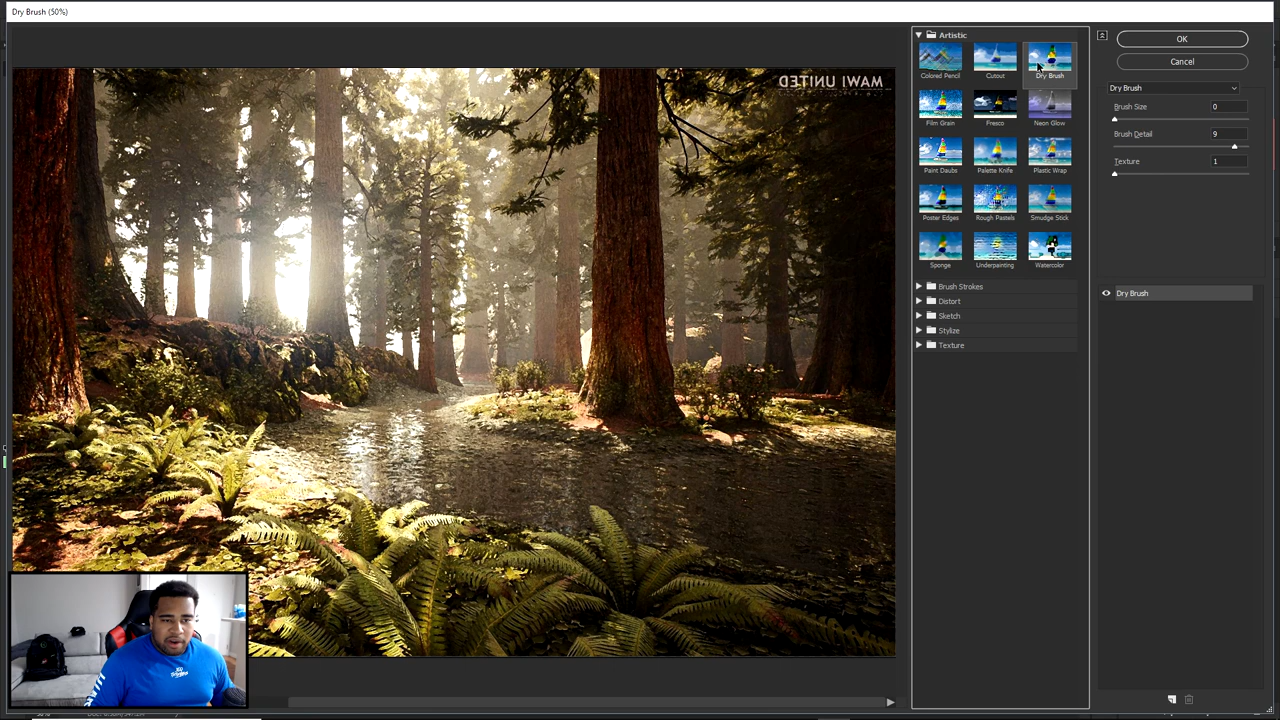 Dry Brush (50%)
MAWI UNITED
Artistic
Colored Pencil
Cutout
Dry Brush
Film Grain
Fresco
Neon Glow
Paint Daubs
Palette Knife
Plastic Wrap
Poster Edges
Rough Pastels
Smudge Stick
Sponge
Underpainting
Watercolor
Brush Strokes
Distort
Sketch
Stylize
Texture
OK
Cancel
Dry Brush
Brush Size 0
Brush Detail 9
Texture 1
Dry Brush